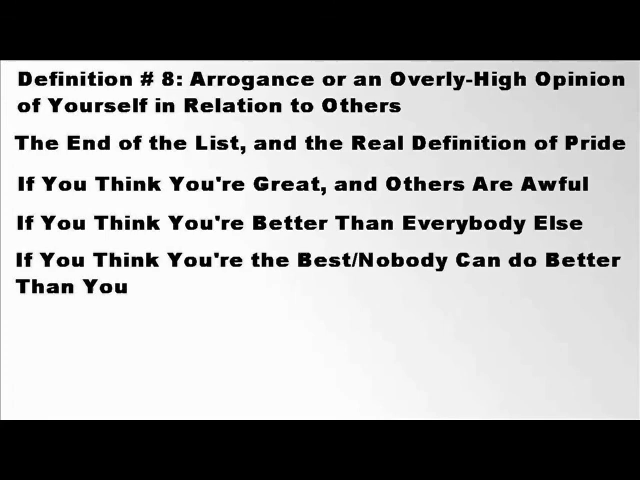 Definition # 8: Arrogance or an Overly-High Opinion
of Yourself in Relation to Others
The End of the List, and the Real Definition of Pride
If You Think You're Great, and Others Are Awful
If You Think You're Better Than Everybody Else
If You Think You're the Best/Nobody Can do Better
Than You